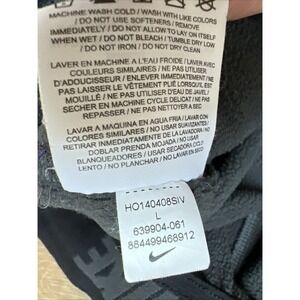 MACHINE WASH COLD / WASH WITH LIKE COLORS
/ DO NOT USE SOFTENERS / REMOVE
IMMEDIATELY / DO NOT ALLOW TO LAY ON ITSELF
WHEN WET / DO NOT BLEACH / TUMBLE DRY LOW
/ DO NOT IRON / DO NOT DRY CLEAN
LAVER EN MACHINE A L'EAU FROIDE / LAVER AVEC
COULEURS SIMILAIRES / NE PAS UTILISER
D'ADOUCISSEUR / ENLEVER IMMEDIATEMENT / NE
PAS LAISSER LE VÊTEMENT PLIÉ LORSQU'IL EST
MOUILLÉ / NE PAS UTILISER D'EAU DE JAVEL /
SÉCHER EN MACHINE CYCLE DELICAT / NE PAS
REPASSER / NE PAS NETTOYER A SEC
LAVAR A MAQUINA EN AGUA FRIA / LAVAR CON
COLORES SIMILARES / NO USAR SUAVIZANTES /
RETIRAR INMEDIATAMENTE DE LA LAVADORA / NO
DOBLAR PRENDA MOJADA / NO USAR
BLANQUEADORES / USAR SECADORA CICLO
LENTO / NO PLANCHAR / NO LAVAR EN SECO
HO140408SIV
L
639904-061
884499468912
KE